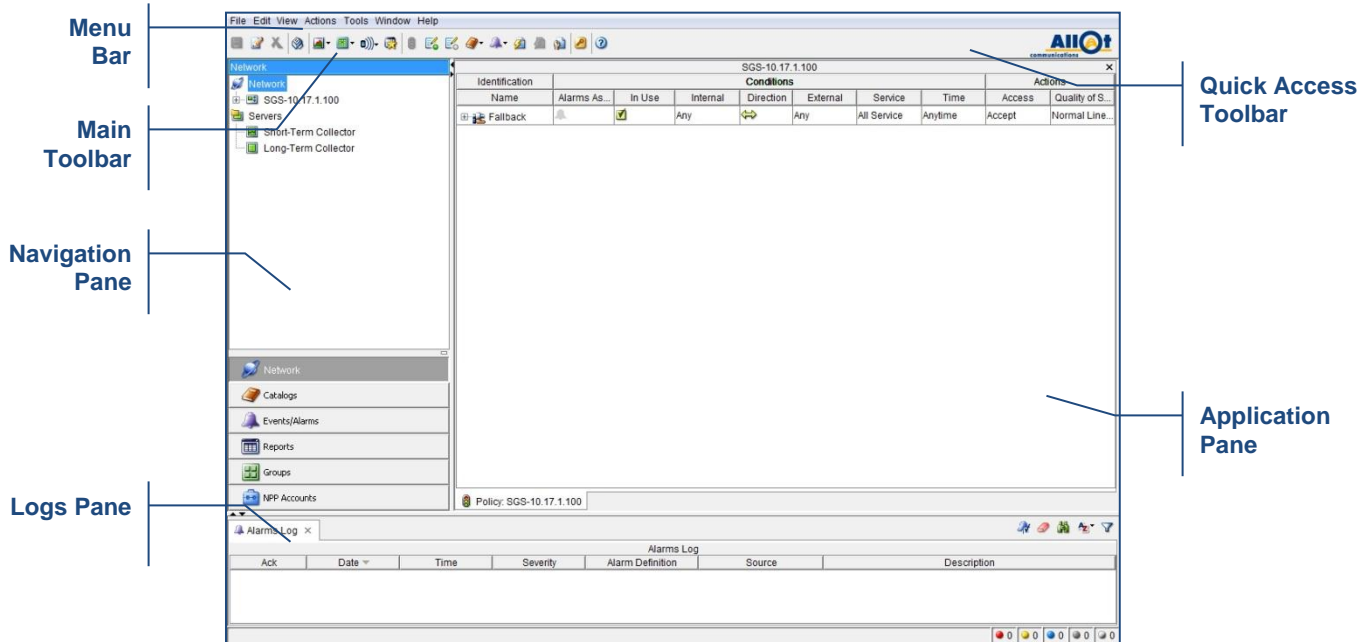 Menu
Bar
Main
Toolbar
Navigation
Pane
Logs Pane
Quick Access
Toolbar
Application
Pane
File Edit View Actions Tools Window Help
Allot
communications
Network
Network
SGS-10.17.1.100
Servers
Short-Term Collector
Long-Term Collector
Network
Catalogs
Events/Alarms
Reports
Groups
NPP Accounts
SGS-10.17.1.100
Identification Conditions Actions
Name Alarms As... In Use Internal Direction External Service Time Access Quality of S...
Fallback Any Any All Service Anytime Accept Normal Line...
Policy: SGS-10.17.1.100
Alarms Log
Alarms Log
Ack Date Time Severity Alarm Definition Source Description
0 0 0 0 0